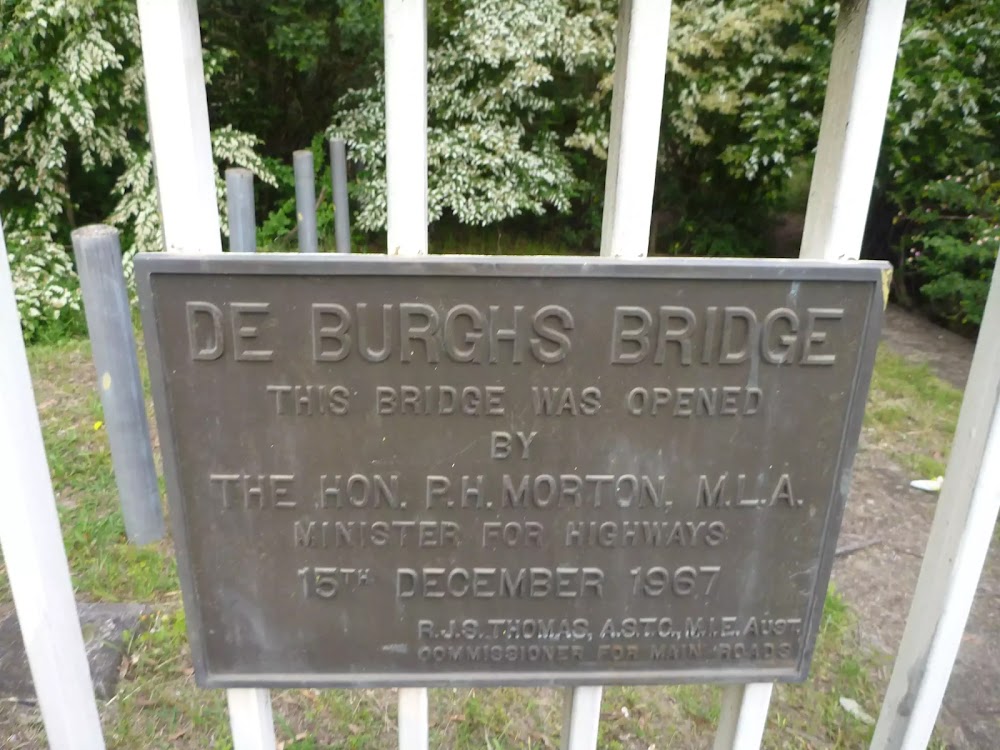 DE BURGHS BRIDGE
THIS BRIDGE WAS OPENED
BY
THE HON. P.H. MORTON, M.L.A.
MINISTER FOR HIGHWAYS
15TH DECEMBER 1967
R.J.S. THOMAS, A.S.T.C., M.I.E. AUST.
COMMISSIONER FOR MAIN ROADS